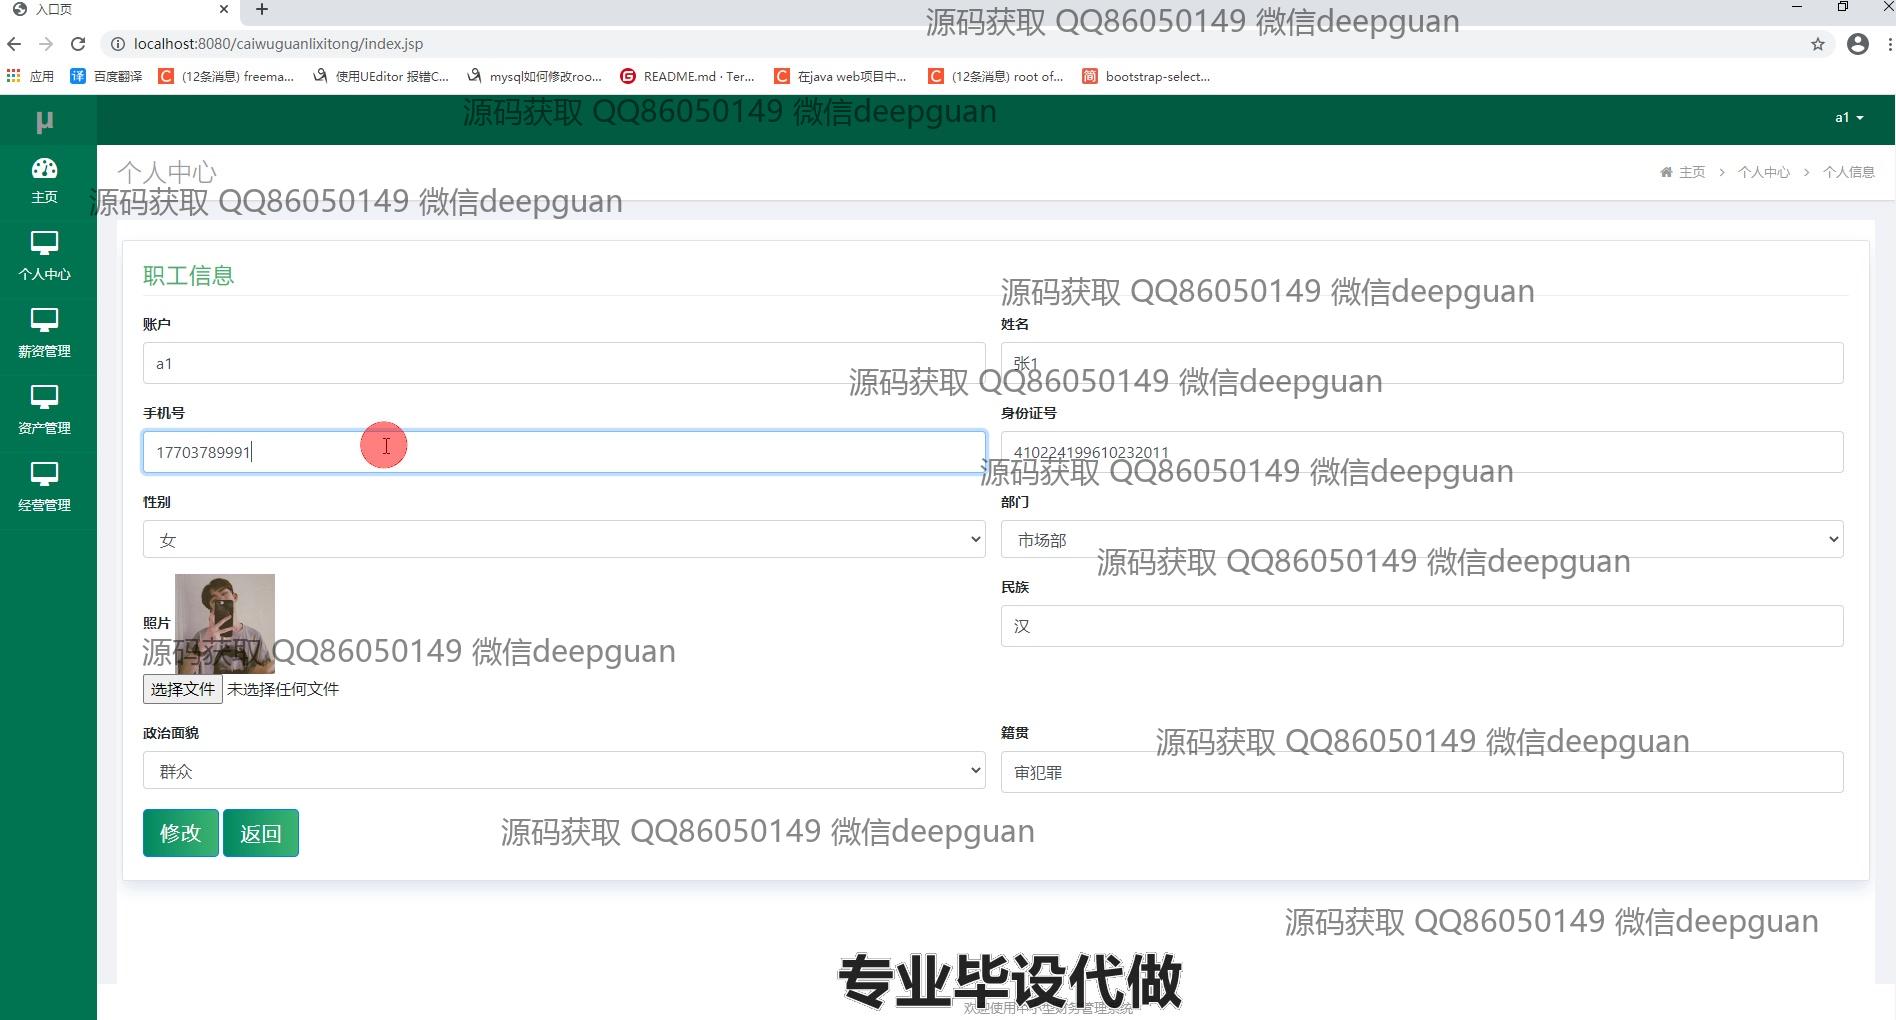 入口页
localhost:8080/caiwuguanlixitong/index.jsp
源码获取 QQ86050149 微信deepguan
应用 百度翻译 (12条消息) freema... 使用UEditor 报错C... mysql如何修改roo... README.md · Ter... 在java web项目中... (12条消息) root of... bootstrap-select...
源码获取 QQ86050149 微信deepguan
μ
a1
主页
个人中心
薪资管理
资产管理
经营管理
个人中心
主页 > 个人中心 > 个人信息
源码获取 QQ86050149 微信deepguan
职工信息
源码获取 QQ86050149 微信deepguan
账户
姓名
a1
张1
源码获取 QQ86050149 微信deepguan
手机号
身份证号
17703789991
410224199610232011
源码获取 QQ86050149 微信deepguan
性别
部门
女
市场部
源码获取 QQ86050149 微信deepguan
照片
民族
汉
源码获取 QQ86050149 微信deepguan
选择文件 未选择任何文件
政治面貌
籍贯
源码获取 QQ86050149 微信deepguan
群众
审犯罪
修改 返回
源码获取 QQ86050149 微信deepguan
源码获取 QQ86050149 微信deepguan
专业毕设代做
欢迎使用中小型财务管理系统